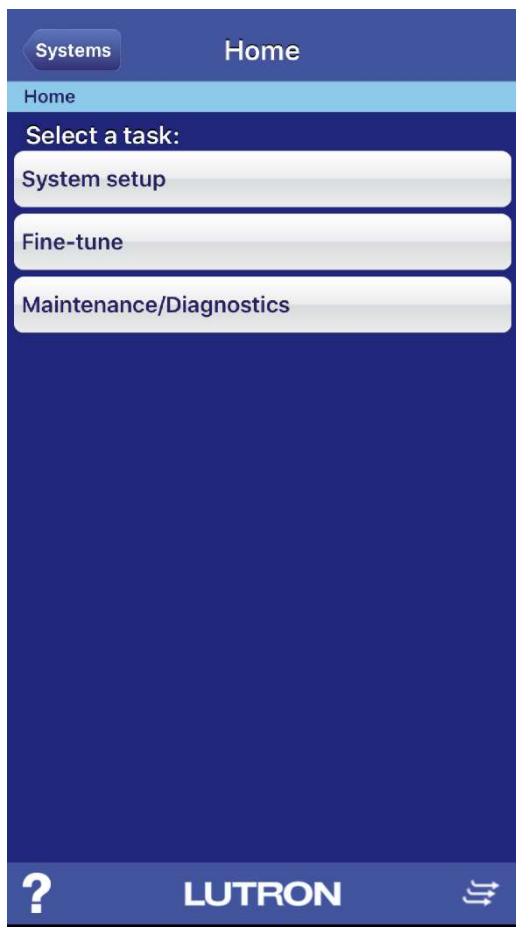 Systems
Home
Home
Select a task:
System setup
Fine-tune
Maintenance/Diagnostics
?
LUTRON